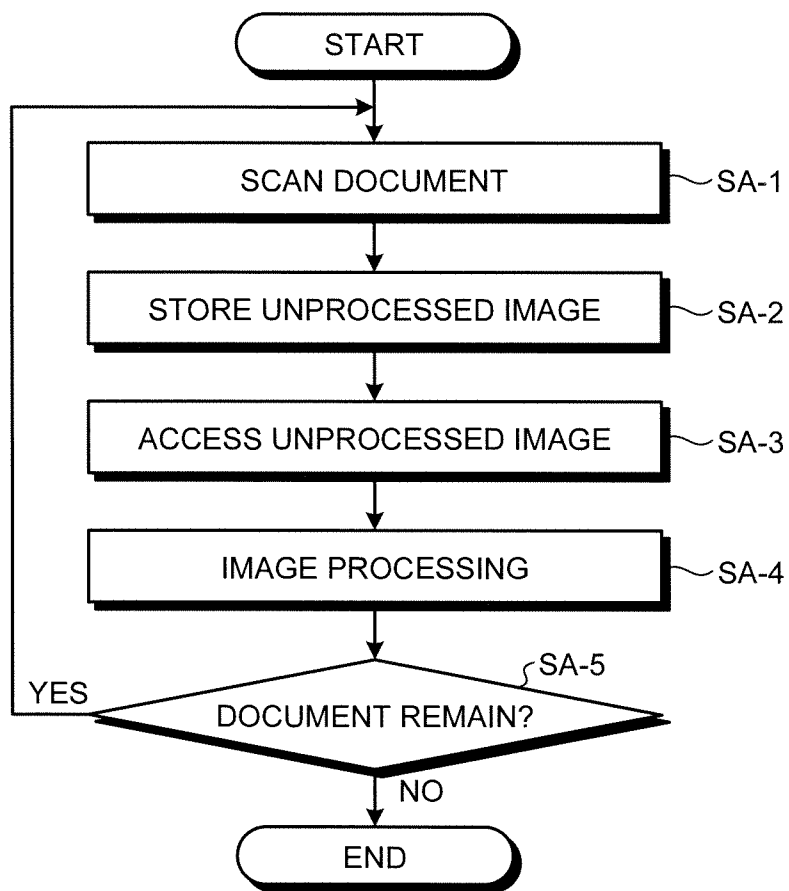 START
SCAN DOCUMENT
SA-1
STORE UNPROCESSED IMAGE
SA-2
ACCESS UNPROCESSED IMAGE
SA-3
IMAGE PROCESSING
SA-4
SA-5
YES
DOCUMENT REMAIN?
NO
END